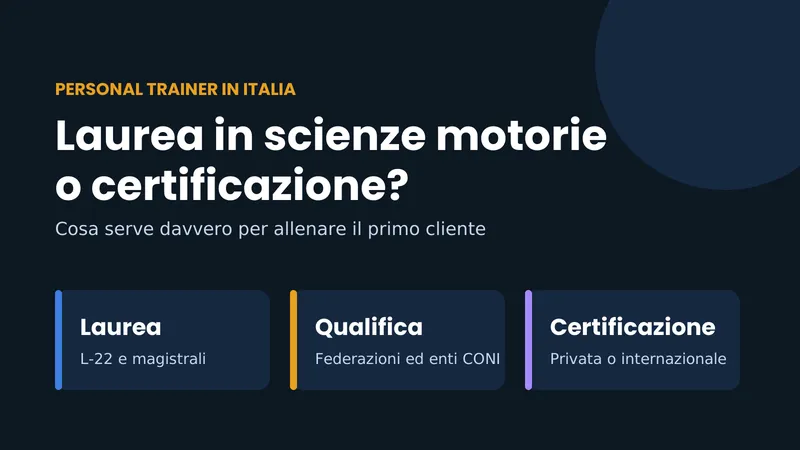 PERSONAL TRAINER IN ITALIA
Laurea in scienze motorie
o certificazione?
Cosa serve davvero per allenare il primo cliente
Laurea
L-22 e magistrali
Qualifica
Federazioni ed enti CONI
Certificazione
Privata o internazionale